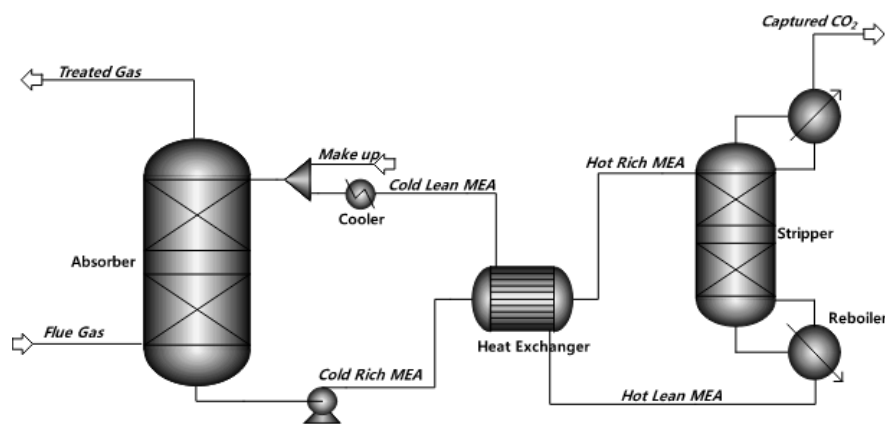 Captured CO₂
Treated Gas
Make up
Hot Rich MEA
Cold Lean MEA
Cooler
Stripper
Absorber
Reboiler
Flue Gas
Heat Exchanger
Cold Rich MEA
Hot Lean MEA